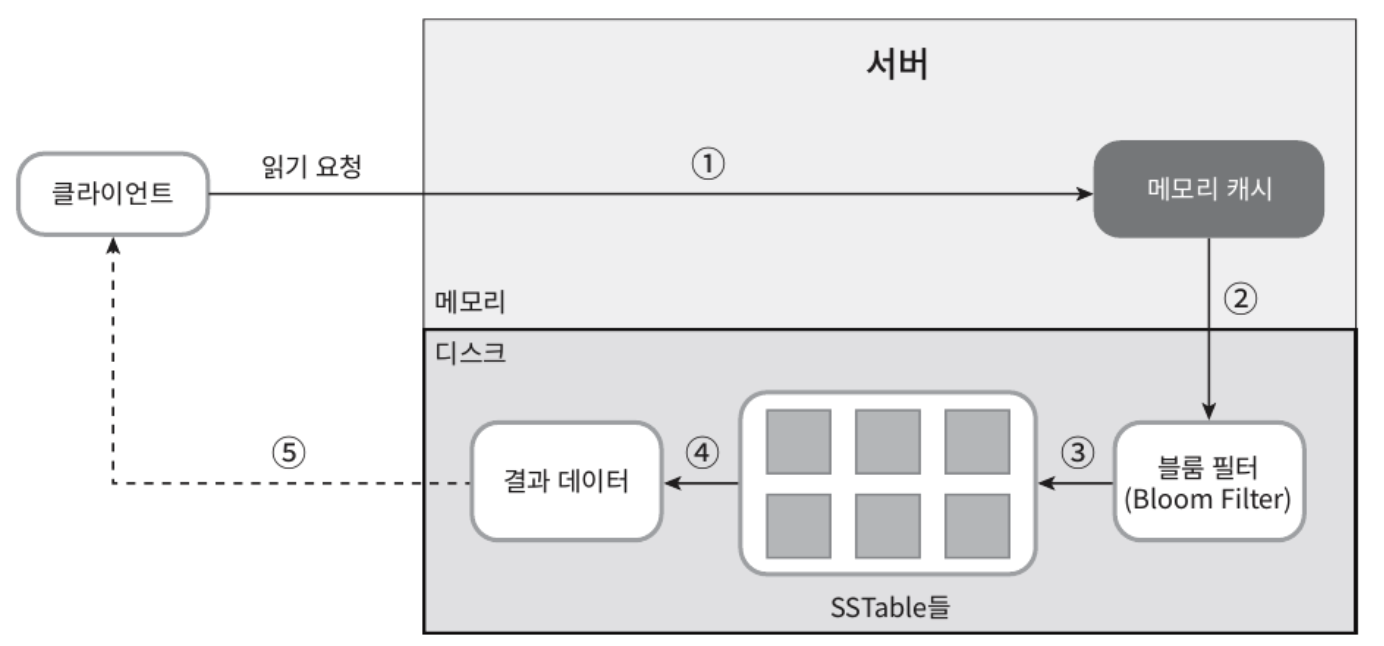 서버
읽기 요청
①
클라이언트
메모리 캐시
메모리
②
디스크
⑤
결과 데이터
④
③
블룸 필터
(Bloom Filter)
SSTable들